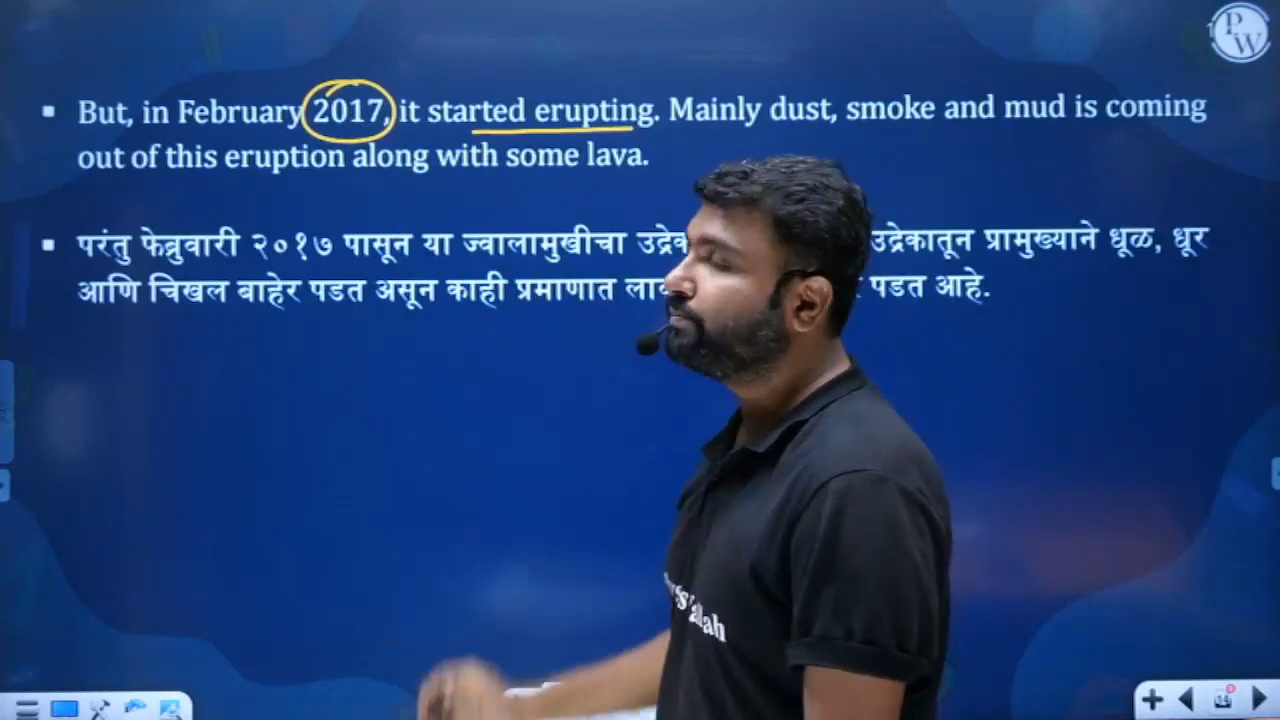 PW
But, in February 2017, it started erupting. Mainly dust, smoke and mud is coming
out of this eruption along with some lava.
परंतु फेब्रुवारी २०१७ पासून या ज्वालामुखीचा उद्रेकातून प्रामुख्याने धूळ, धूर
आणि चिखल बाहेर पडत असून काही प्रमाणात पडत आहे.